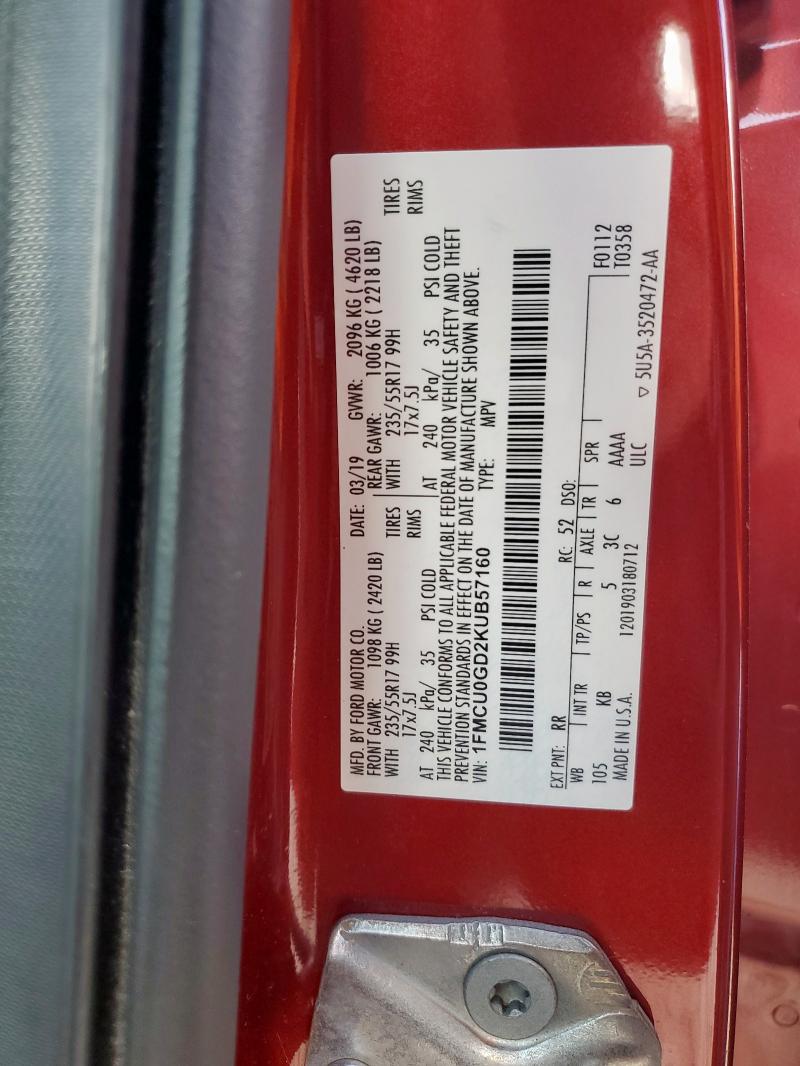 MFD. BY FORD MOTOR CO. DATE: 03/19 GVWR: 2096 KG ( 4620 LB)
FRONT GAWR: 1098 KG ( 2420 LB) REAR GAWR: 1006 KG ( 2218 LB)
WITH 235/55R17 99H TIRES WITH 235/55R17 99H TIRES
17x7.5J RIMS 17x7.5J RIMS
AT 240 kPa/ 35 PSI COLD AT 240 kPa/ 35 PSI COLD
THIS VEHICLE CONFORMS TO ALL APPLICABLE FEDERAL MOTOR VEHICLE SAFETY AND THEFT
PREVENTION STANDARDS IN EFFECT ON THE DATE OF MANUFACTURE SHOWN ABOVE.
VIN: 1FMCU0GD2KUB57160 TYPE: MPV
EXT PNT: RR RC: 52 DSO:
WB INT TR TP/PS R AXLE TR SPR F0112
105 KB 5 3C 6 AAAA T0358
MADE IN U.S.A. 1201903180712 ULC ▽ 5U5A-3520472-AA